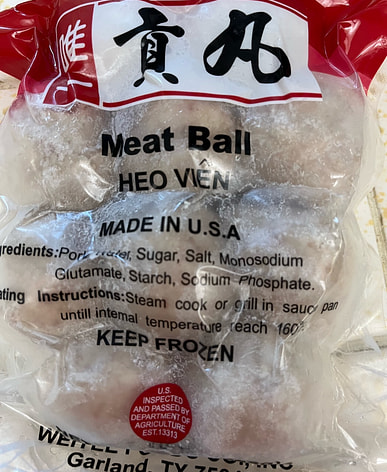 貢丸
Meat Ball
HEO VIÊN
MADE IN U.S.A
gredients:Pork, Water, Sugar, Salt, Monosodium
Glutamate, Starch, Sodium Phosphate.
ating Instructions:Steam cook or grill in sauce pan
untill internal temperature reach 160
KEEP FROZEN
U.S.
INSPECTED
AND PASSED BY
DEPARTMENT OF
AGRICULTURE
EST.13313
Garland, TX